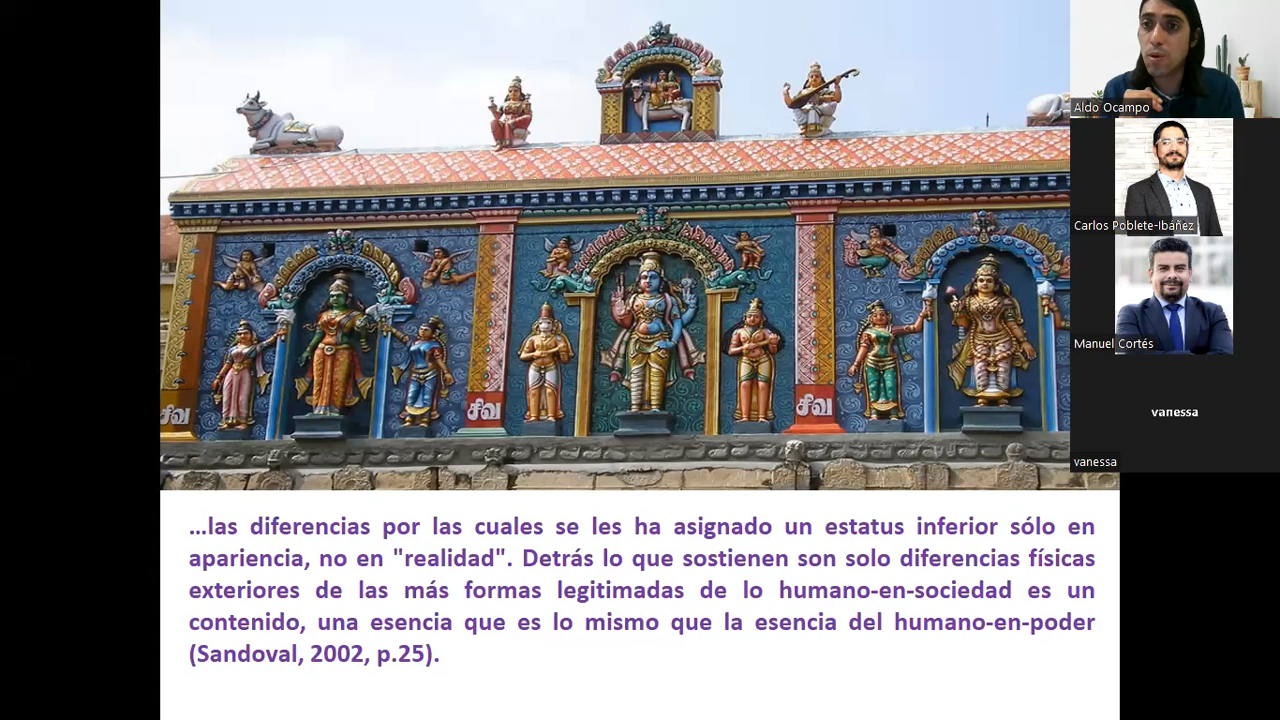 Aldo Ocampo
Carlos Poblete-Ibáñez
Manuel Cortés
vanessa
vanessa
சிவ
சிவ
சிவ
…las diferencias por las cuales se les ha asignado un estatus inferior sólo en
apariencia, no en "realidad". Detrás lo que sostienen son solo diferencias físicas
exteriores de las más formas legitimadas de lo humano-en-sociedad es un
contenido, una esencia que es lo mismo que la esencia del humano-en-poder
(Sandoval, 2002, p.25).